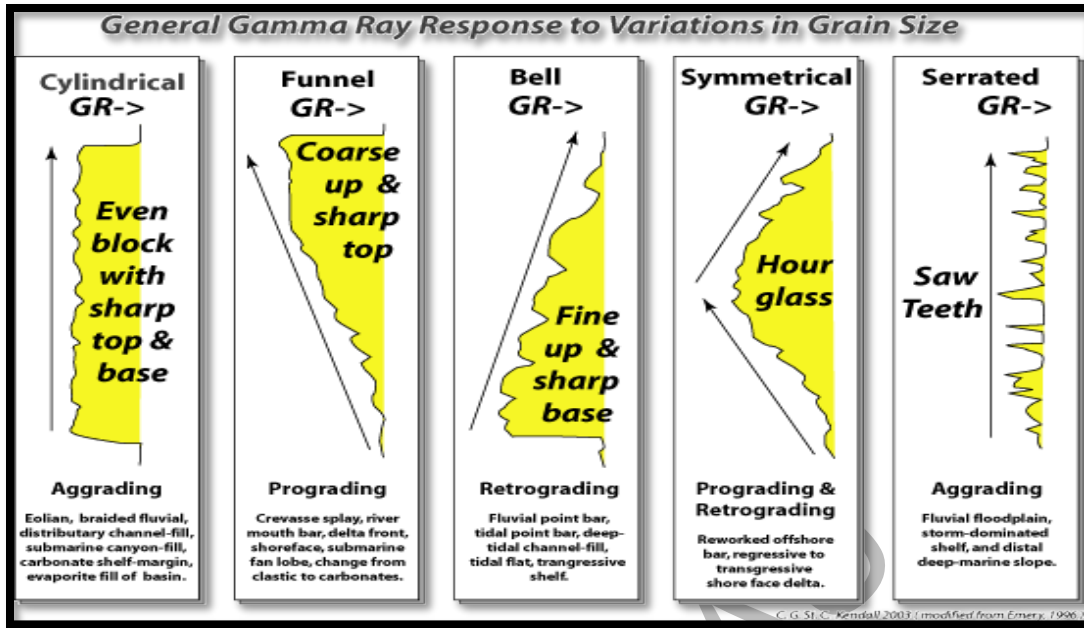 General Gamma Ray Response to Variations in Grain Size
Cylindrical
GR->
Even
block
with
sharp
top &
base
Aggrading
Eolian, braided fluvial,
distributary channel-fill,
submarine canyon-fill,
carbonate shelf-margin,
evaporite fill of basin.
Funnel
GR->
Coarse
up &
sharp
top
Prograding
Crevasse splay, river
mouth bar, delta front,
shoreface, submarine
fan lobe, change from
clastic to carbonates.
Bell
GR->
Fine
up &
sharp
base
Retrograding
Fluvial point bar,
tidal point bar, deep-
tidal channel-fill,
tidal flat, trangressive
shelf.
Symmetrical
GR->
Hour
glass
Prograding &
Retrograding
Reworked offshore
bar, regressive to
transgressive
shore face delta.
Serrated
GR->
Saw
Teeth
Aggrading
Fluvial floodplain,
storm-dominated
shelf, and distal
deep-marine slope.
C. G. St. C. Kendall 2003 ( modified from Emery, 1996